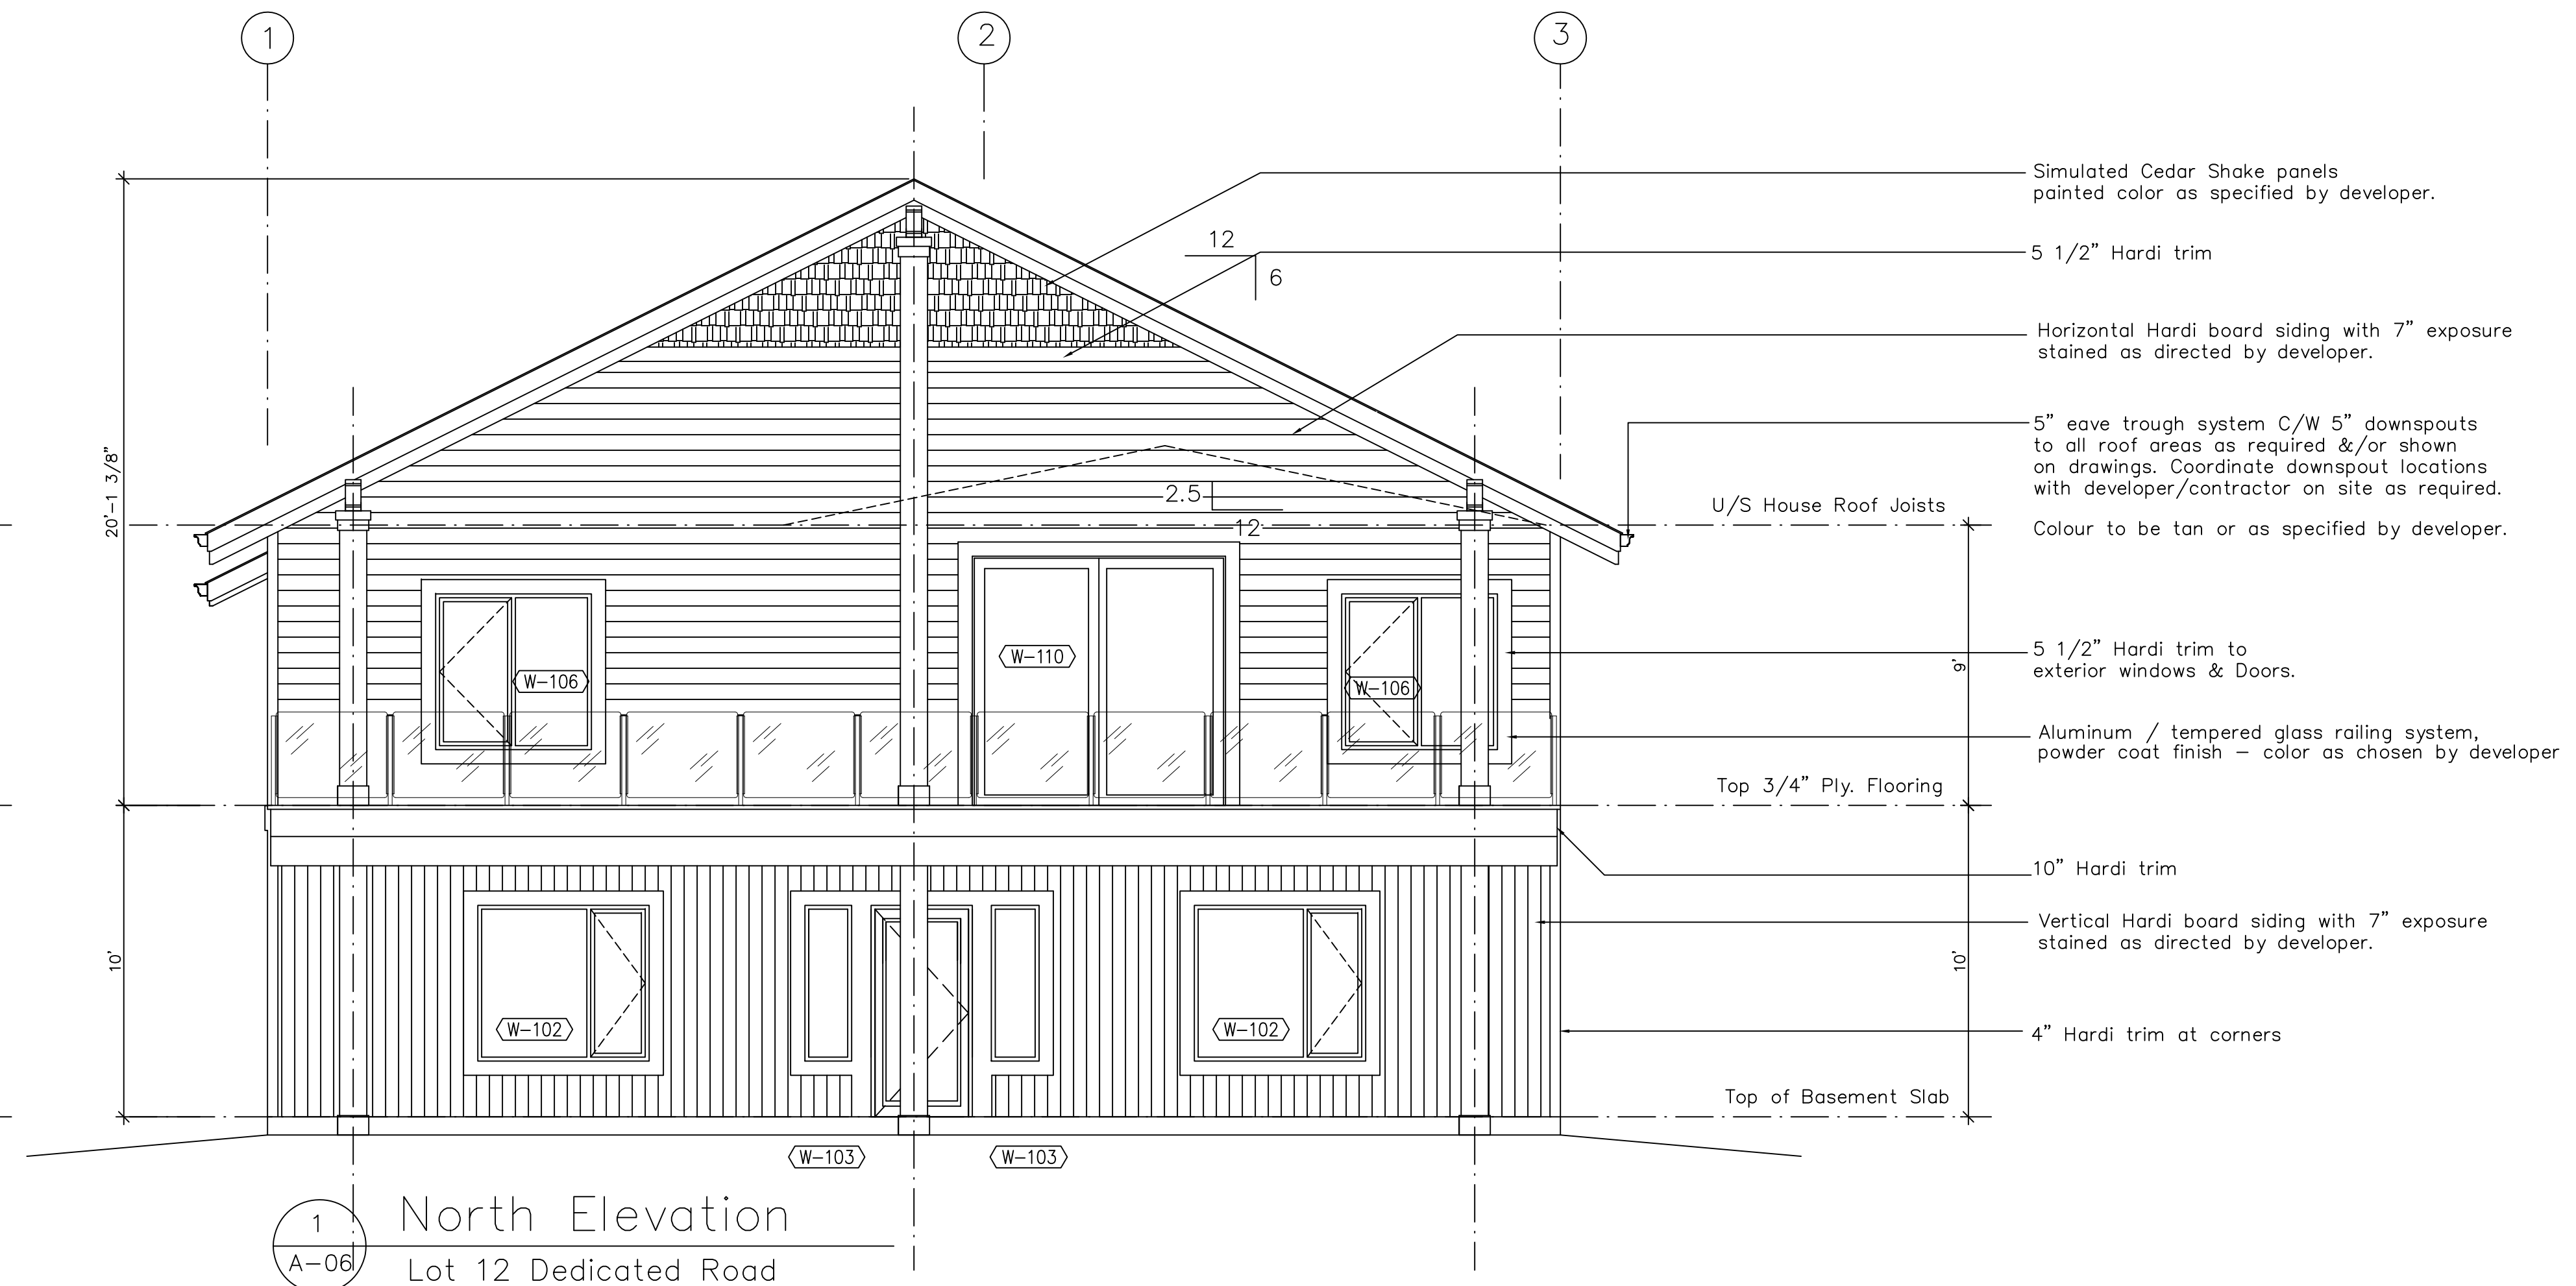 1
2
3
Simulated Cedar Shake panels
painted color as specified by developer.
12
6
5 1/2” Hardi trim
Horizontal Hardi board siding with 7” exposure
stained as directed by developer.
5” eave trough system C/W 5” downspouts
to all roof areas as required &/or shown
on drawings. Coordinate downspout locations
with developer/contractor on site as required.
Colour to be tan or as specified by developer.
20'-1 3/8”
2.5
12
U/S House Roof Joists
9'
W-106
W-110
W-106
5 1/2” Hardi trim to
exterior windows & Doors.
Aluminum / tempered glass railing system,
powder coat finish – color as chosen by developer
Top 3/4” Ply. Flooring
10” Hardi trim
Vertical Hardi board siding with 7” exposure
stained as directed by developer.
10'
10'
W-102
W-102
4” Hardi trim at corners
Top of Basement Slab
W-103
W-103
1
A-06
North Elevation
Lot 12 Dedicated Road